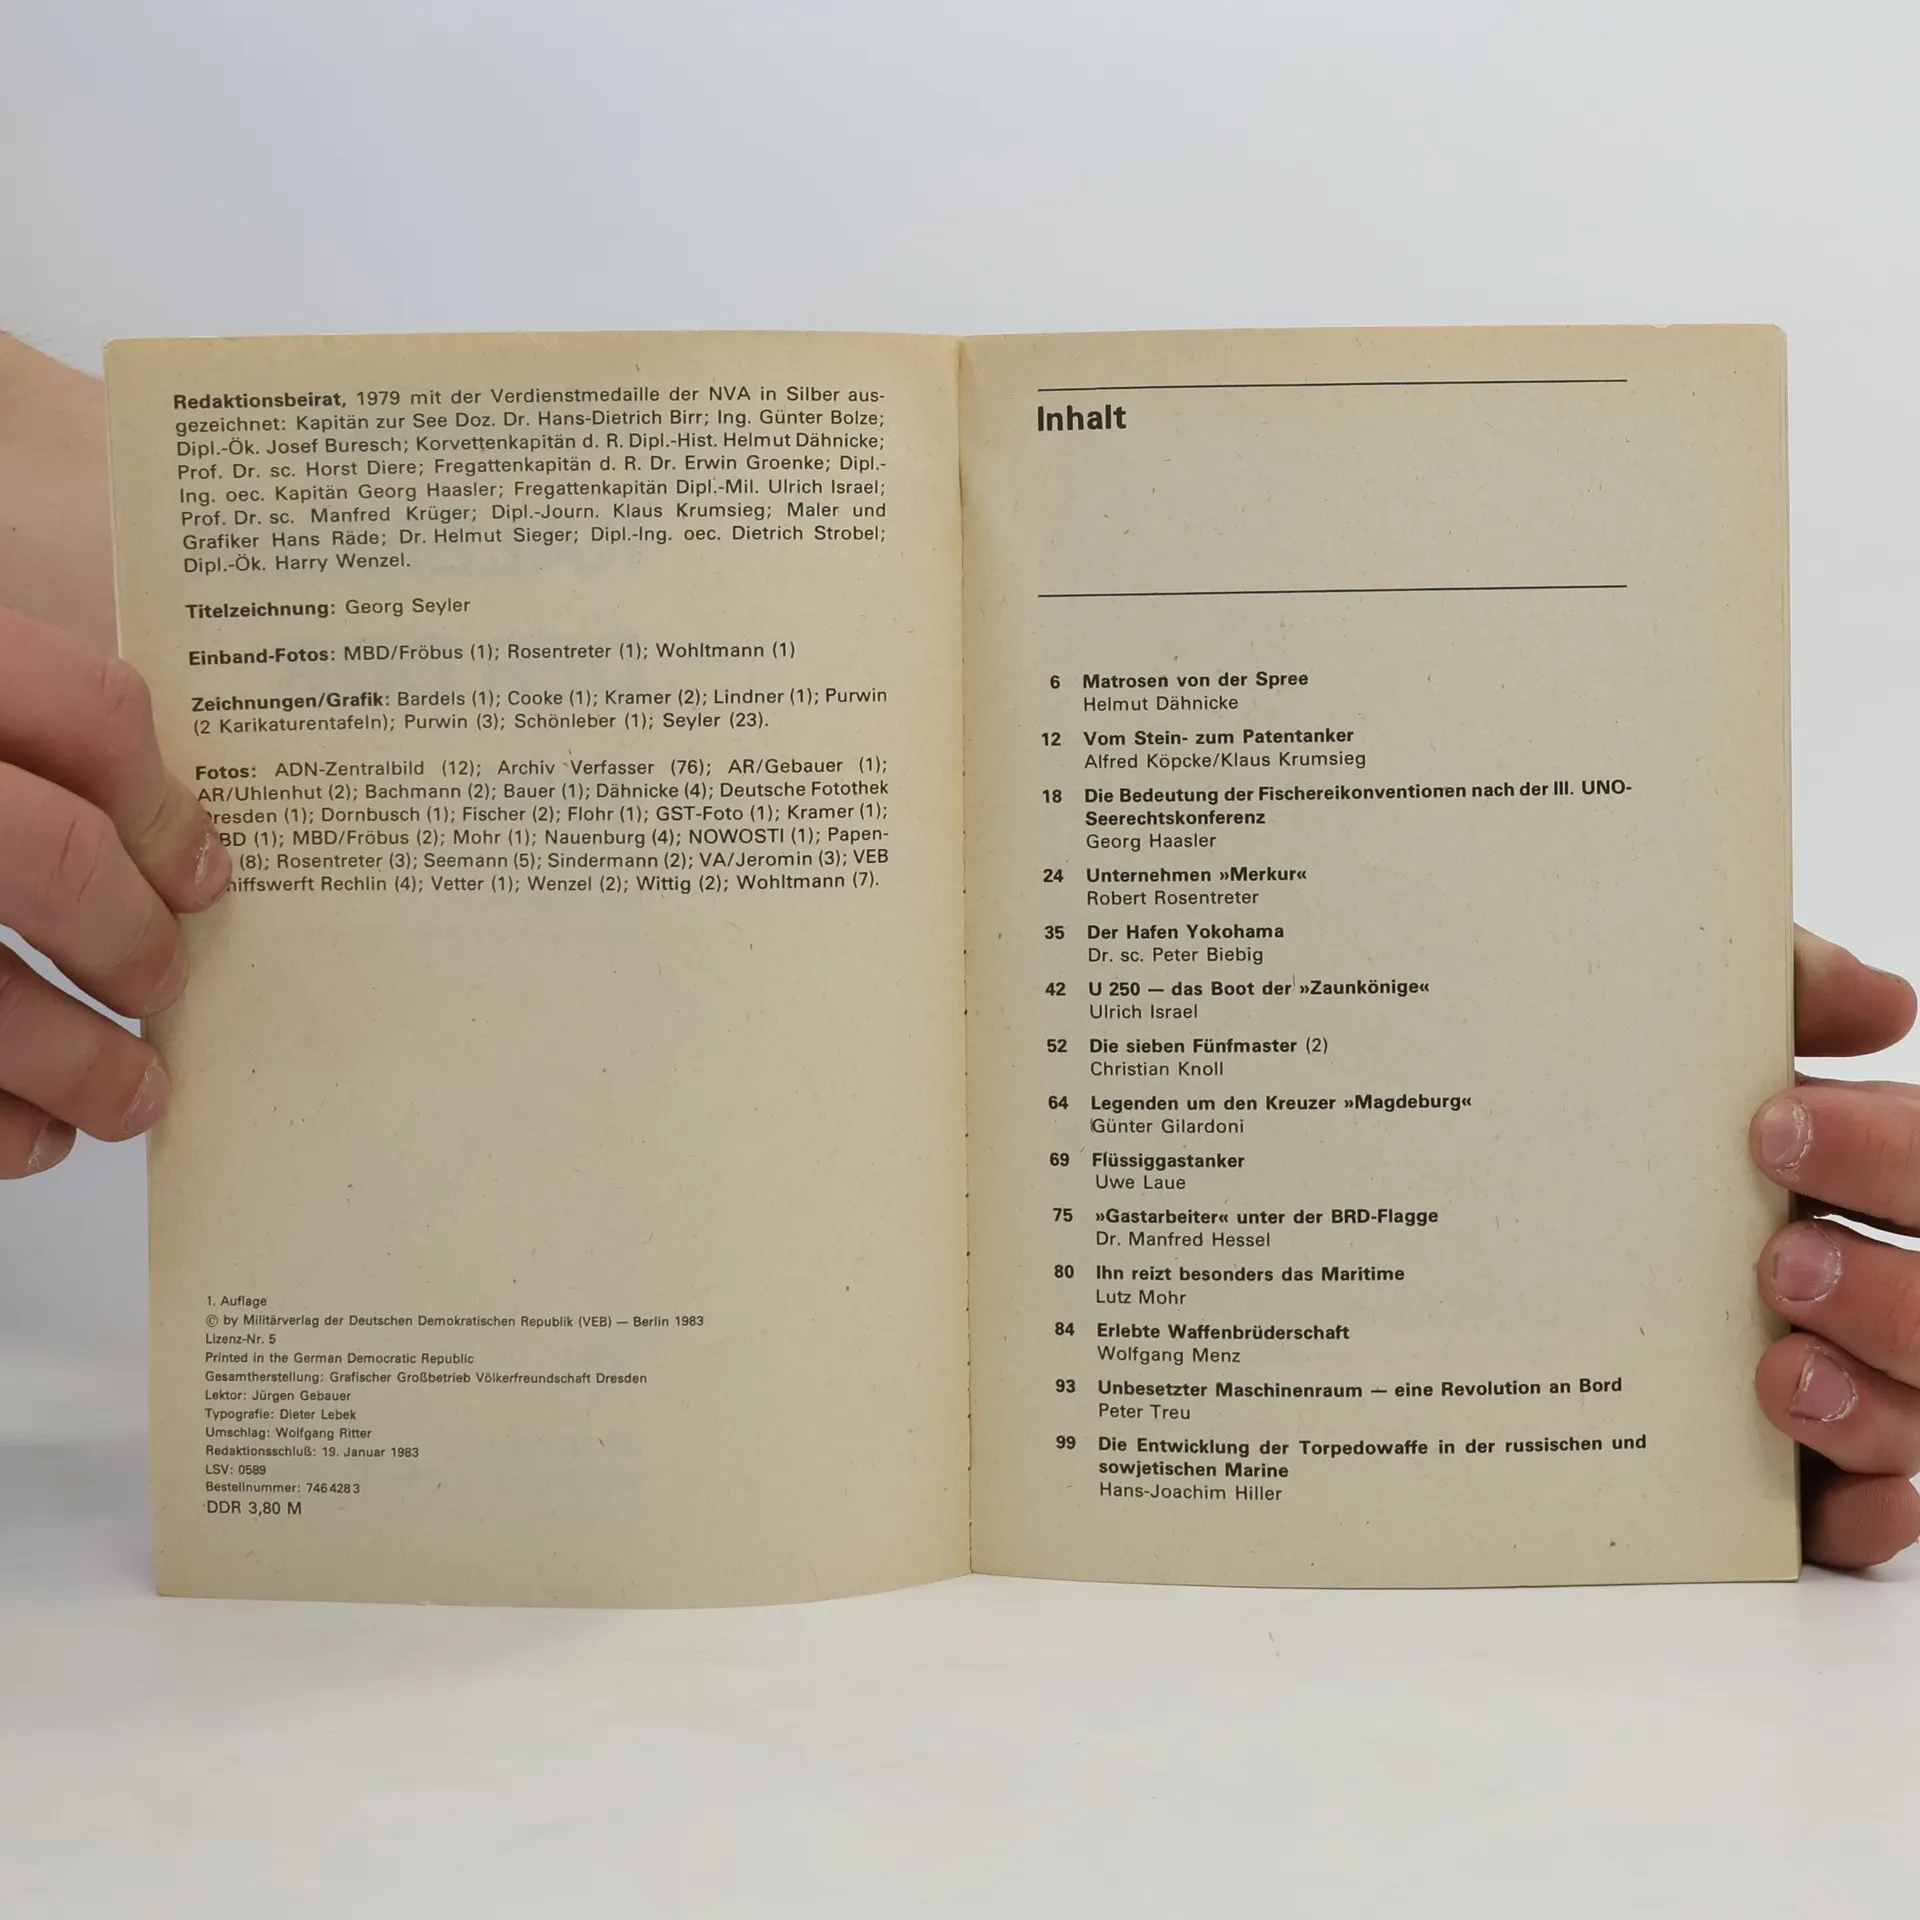 Redaktionsbeirat, 1979 mit der Verdienstmedaille der NVA in Silber aus-
gezeichnet: Kapitän zur See Doz. Dr. Hans-Dietrich Birr; Ing. Günter Bolze;
Dipl.-Ök. Josef Buresch; Korvettenkapitän d. R. Dipl.-Hist. Helmut Dähnicke;
Prof. Dr. sc. Horst Diere; Fregattenkapitän d. R. Dr. Erwin Groenke; Dipl.-
Ing. oec. Kapitän Georg Haasler; Fregattenkapitän Dipl.-Mil. Ulrich Israel;
Prof. Dr. sc. Manfred Krüger; Dipl.-Journ. Klaus Krumsieg; Maler und
Grafiker Hans Räde; Dr. Helmut Sieger; Dipl.-Ing. oec. Dietrich Strobel;
Dipl.-Ök. Harry Wenzel.
Titelzeichnung: Georg Seyler
Einband-Fotos: MBD/Fröbus (1); Rosentreter (1); Wohltmann (1)
Zeichnungen/Grafik: Bardels (1); Cooke (1); Kramer (2); Lindner (1); Purwin
(2 Karikaturentafeln); Purwin (3); Schönleber (1); Seyler (23).
Fotos: ADN-Zentralbild (12); Archiv Verfasser (76); AR/Gebauer (1);
AR/Uhlenhut (2); Bachmann (2); Bauer (1); Dähnicke (4); Deutsche Fotothek
resden (1); Dornbusch (1); Fischer (2); Flohr (1); GST-Foto (1); Kramer (1);
BD (1); MBD/Fröbus (2); Mohr (1); Nauenburg (4); NOWOSTI (1); Papen-
(8); Rosentreter (3); Seemann (5); Sindermann (2); VA/Jeromin (3); VEB
hiffswerft Rechlin (4); Vetter (1); Wenzel (2); Wittig (2); Wohltmann (7).
1. Auflage
© by Militärverlag der Deutschen Demokratischen Republik (VEB) — Berlin 1983
Lizenz-Nr. 5
Printed in the German Democratic Republic
Gesamtherstellung: Grafischer Großbetrieb Völkerfreundschaft Dresden
Lektor: Jürgen Gebauer
Typografie: Dieter Lebek
Umschlag: Wolfgang Ritter
Redaktionsschluß: 19. Januar 1983
LSV: 0589
Bestellnummer: 746 428 3
DDR 3,80 M
Inhalt
6 Matrosen von der Spree
Helmut Dähnicke
12 Vom Stein- zum Patentanker
Alfred Köpcke/Klaus Krumsieg
18 Die Bedeutung der Fischereikonventionen nach der III. UNO-
Seerechtskonferenz
Georg Haasler
24 Unternehmen »Merkur«
Robert Rosentreter
35 Der Hafen Yokohama
Dr. sc. Peter Biebig
42 U 250 — das Boot der »Zaunkönige«
Ulrich Israel
52 Die sieben Fünfmaster (2)
Christian Knoll
64 Legenden um den Kreuzer »Magdeburg«
Günter Gilardoni
69 Flüssiggastanker
Uwe Laue
75 »Gastarbeiter« unter der BRD-Flagge
Dr. Manfred Hessel
80 Ihn reizt besonders das Maritime
Lutz Mohr
84 Erlebte Waffenbrüderschaft
Wolfgang Menz
93 Unbesetzter Maschinenraum — eine Revolution an Bord
Peter Treu
99 Die Entwicklung der Torpedowaffe in der russischen und
sowjetischen Marine
Hans-Joachim Hiller